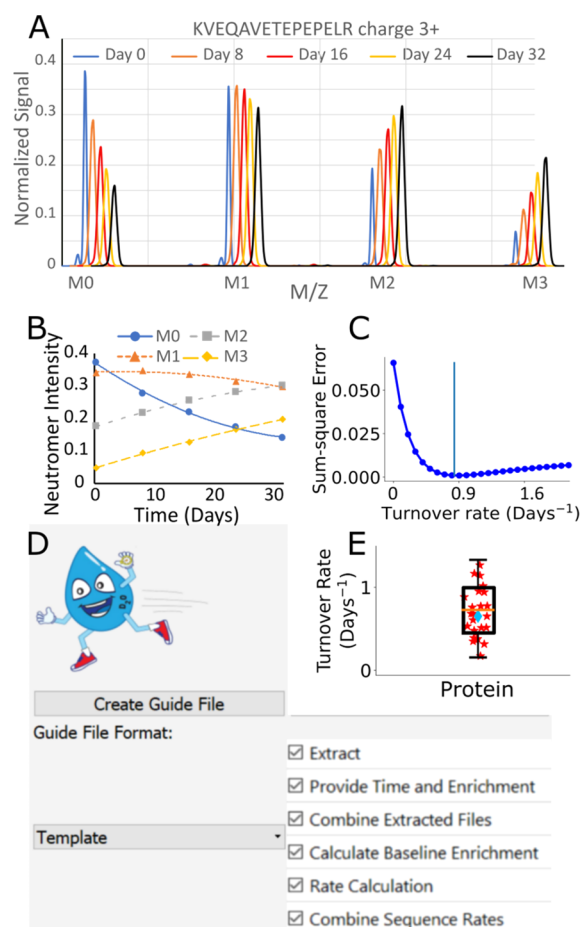 A
KVEQAVETEPEPELR charge 3+
Day 0 Day 8 Day 16 Day 24 Day 32
Normalized Signal
0.4
0.3
0.2
0.1
0
M0 M1 M2 M3
M/Z
B
M0 M2
M1 M3
Neutromer Intensity
0.4
0.3
0.2
0.1
0
0 10 20 30
Time (Days)
C
Sum-square Error
0.050
0.025
0.000
0 0.9 1.6
Turnover rate (Days⁻¹)
D
D₂O
E
Turnover Rate
(Days⁻¹)
1
0
Protein
Create Guide File
Guide File Format:
Template
Extract
Provide Time and Enrichment
Combine Extracted Files
Calculate Baseline Enrichment
Rate Calculation
Combine Sequence Rates